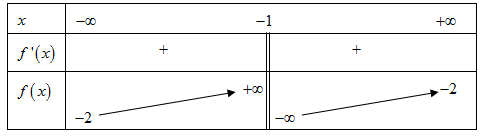 x −∞ −1 +∞
f '(x) + +
f(x) +∞ −2
−2 −∞